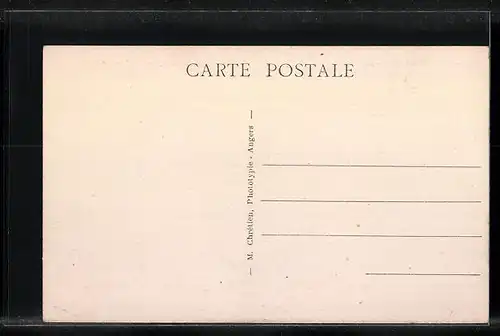 CARTE POSTALE
— M. Chrétien, Phototypie - Angers —